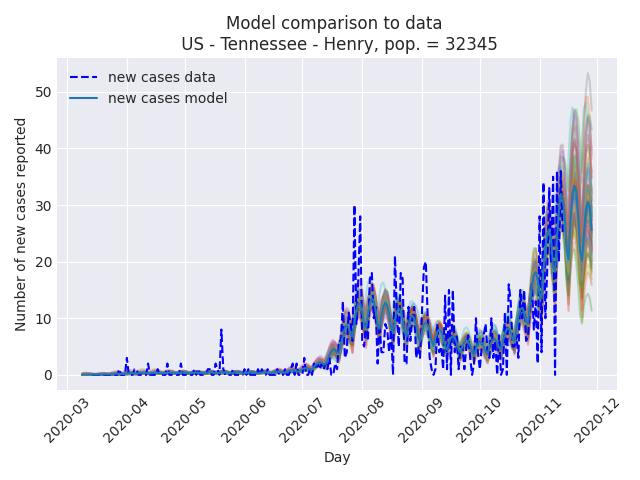 Model comparison to data
US - Tennessee - Henry, pop. = 32345
new cases data
new cases model
Number of new cases reported
50
40
30
20
10
0
2020-03
2020-04
2020-05
2020-06
2020-07
2020-08
2020-09
2020-10
2020-11
2020-12
Day